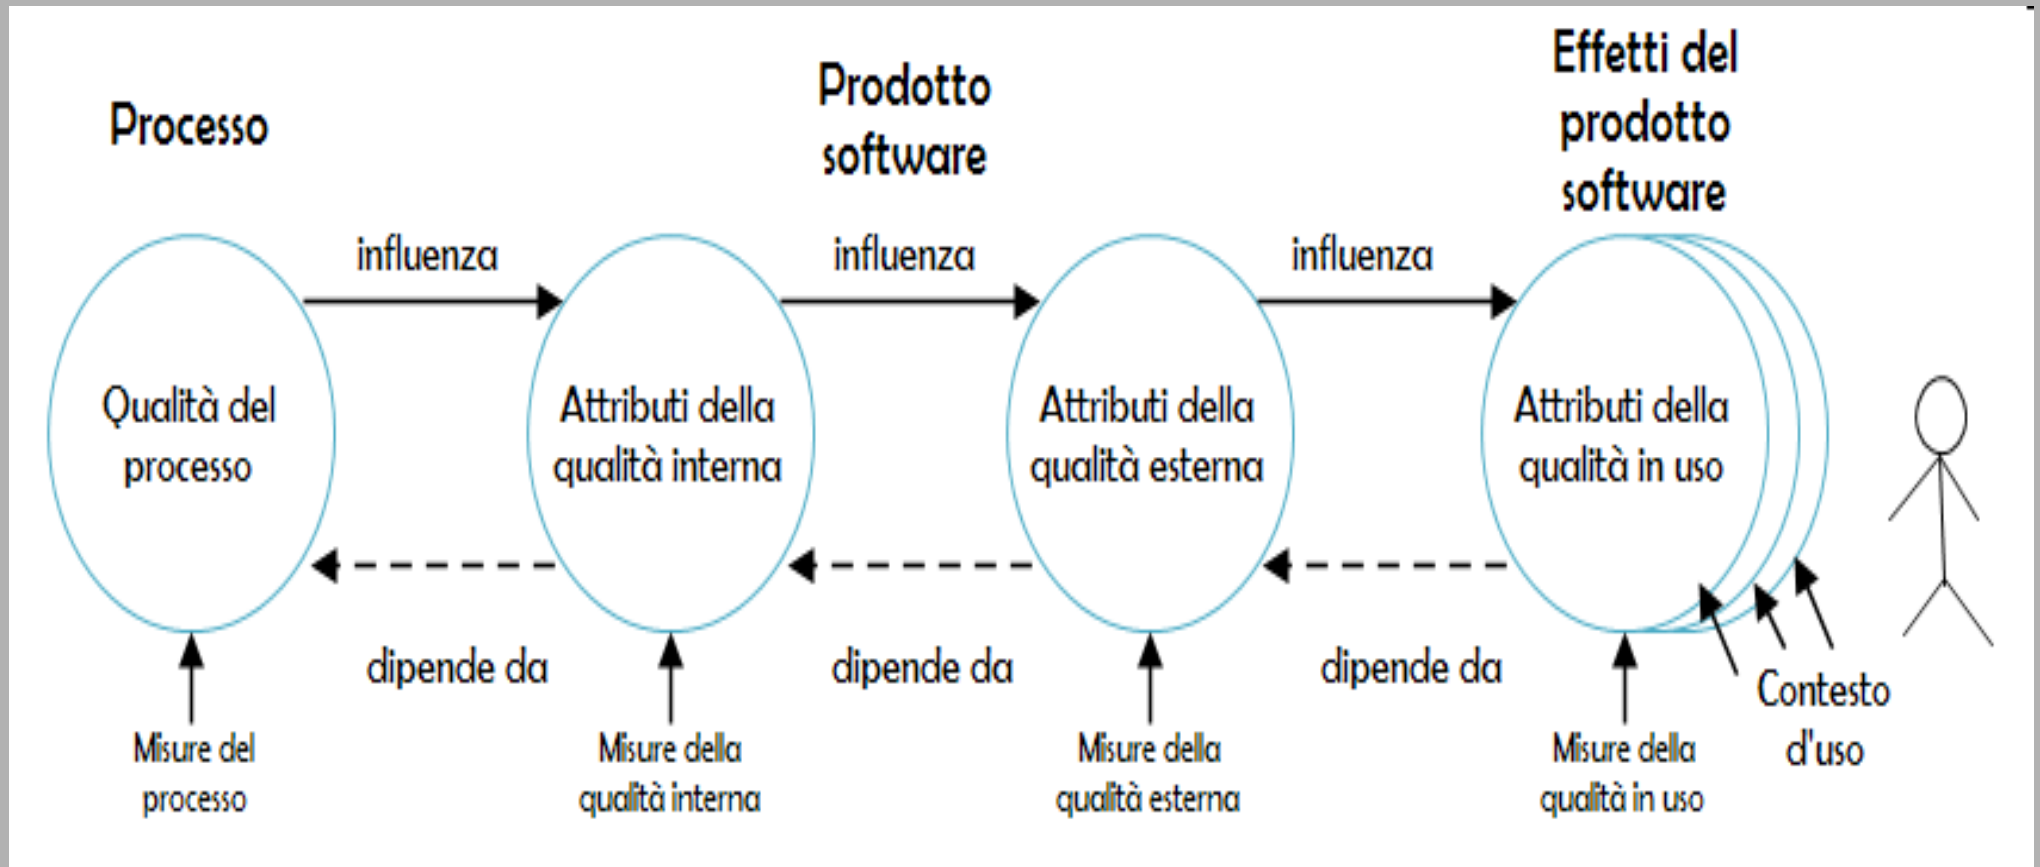 Processo
Prodotto
software
Effetti del
prodotto
software
influenza
influenza
influenza
Qualità del
processo
Attributi della
qualità interna
Attributi della
qualità esterna
Attributi della
qualità in uso
dipende da
dipende da
dipende da
Contesto
d'uso
Misure del
processo
Misure della
qualità interna
Misure della
qualità esterna
Misure della
qualità in uso